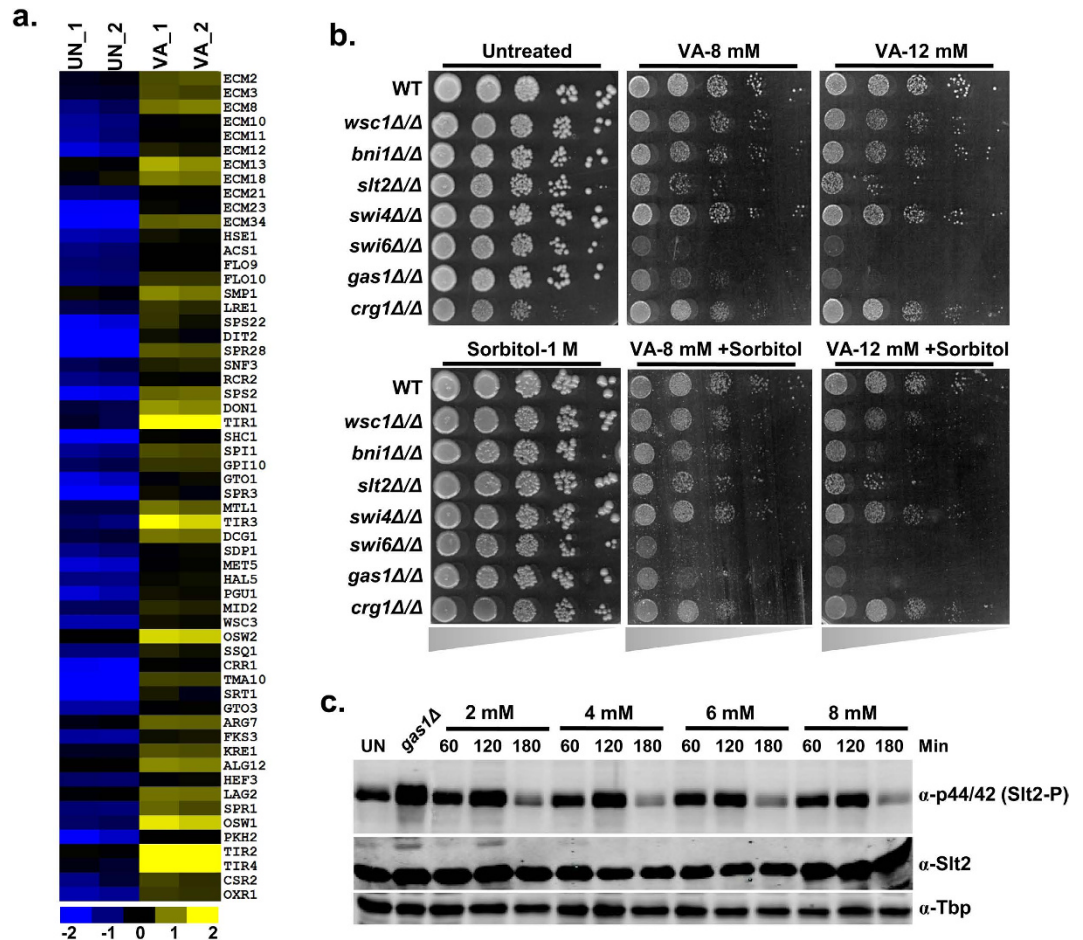 a.
UN_1
UN_2
VA_1
VA_2
ECM2
ECM3
ECM8
ECM10
ECM11
ECM12
ECM13
ECM18
ECM21
ECM23
ECM34
HSE1
ACS1
FLO9
FLO10
SMP1
LRE1
SPS22
DIT2
SPR28
SNF3
RCR2
SPS2
DON1
TIR1
SHC1
SPI1
GPI10
GTO1
SPR3
MTL1
TIR3
DCG1
SDP1
MET5
HAL5
PGU1
MID2
WSC3
OSW2
SSQ1
CRR1
TMA10
SRT1
GTO3
ARG7
FKS3
KRE1
ALG12
HEF3
LAG2
SPR1
OSW1
PKH2
TIR2
TIR4
CSR2
OXR1
-2 -1 0 1 2
b.
Untreated VA-8 mM VA-12 mM
WT
wsc1Δ/Δ
bni1Δ/Δ
slt2Δ/Δ
swi4Δ/Δ
swi6Δ/Δ
gas1Δ/Δ
crg1Δ/Δ
Sorbitol-1 M VA-8 mM +Sorbitol VA-12 mM +Sorbitol
WT
wsc1Δ/Δ
bni1Δ/Δ
slt2Δ/Δ
swi4Δ/Δ
swi6Δ/Δ
gas1Δ/Δ
crg1Δ/Δ
c.
2 mM 4 mM 6 mM 8 mM
UN gas1Δ 60 120 180 60 120 180 60 120 180 60 120 180 Min
α-p44/42 (Slt2-P)
α-Slt2
α-Tbp